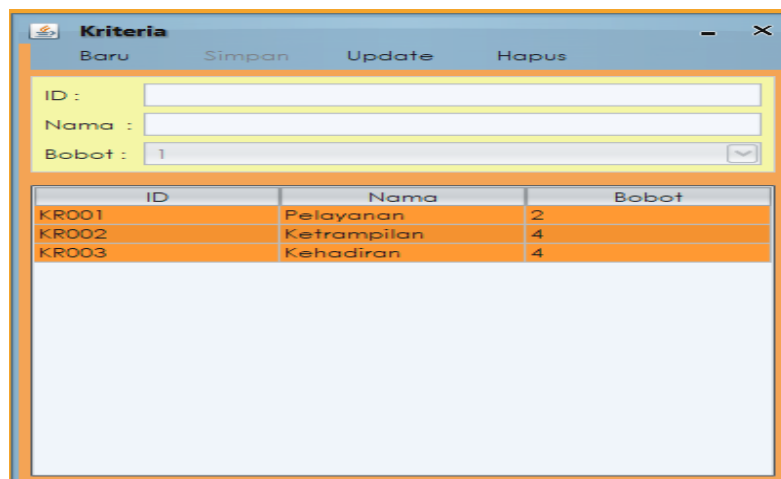 Kriteria
Baru Simpan Update Hapus
ID :
Nama :
Bobot : 1
ID Nama Bobot
KR001 Pelayanan 2
KR002 Ketrampilan 4
KR003 Kehadiran 4